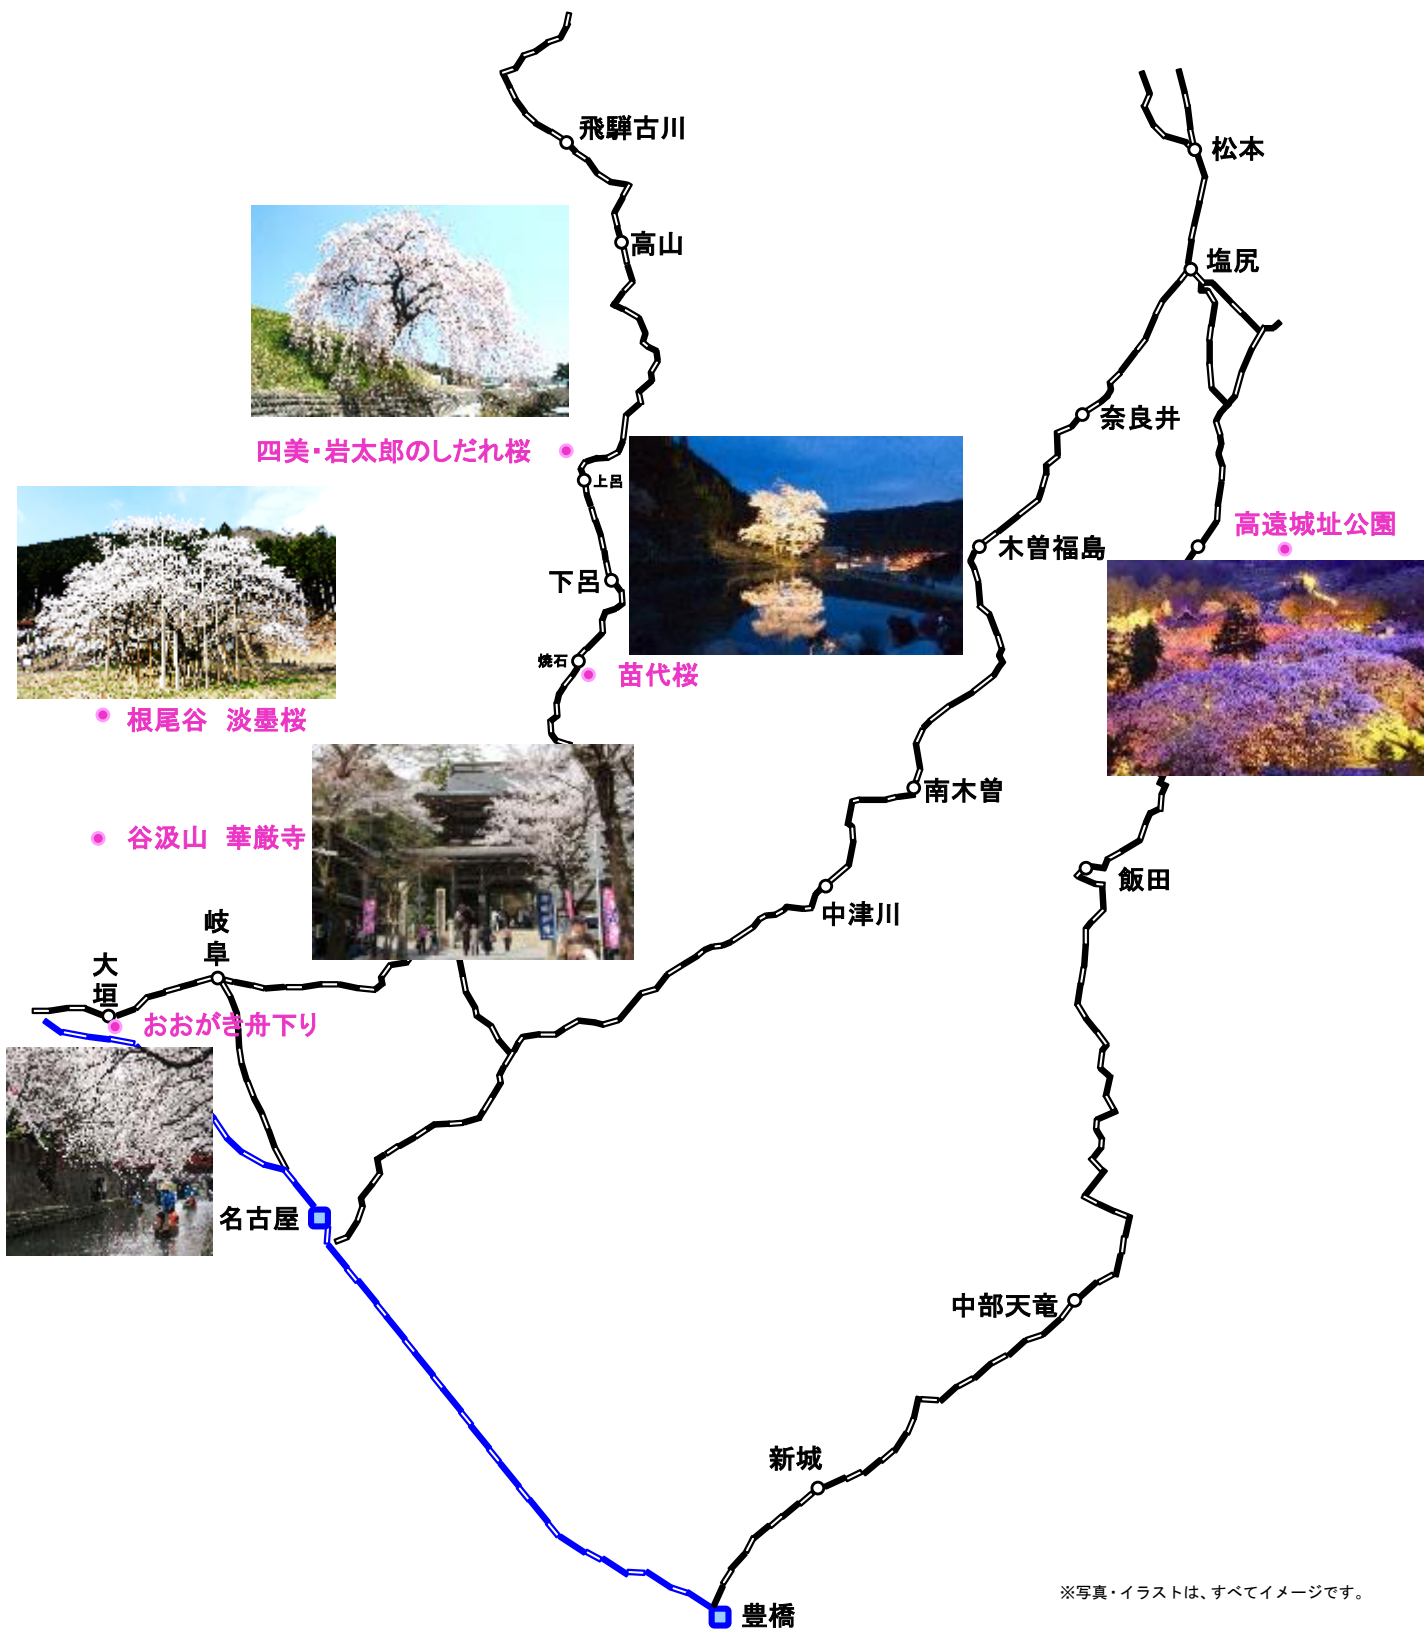 飛騨古川
松本
高山
塩尻
奈良井
四美・岩太郎のしだれ桜
上呂
高遠城址公園
木曽福島
下呂
焼石
苗代桜
根尾谷　淡墨桜
南木曽
谷汲山　華厳寺
飯田
中津川
岐阜
大垣
おおがき舟下り
名古屋
中部天竜
新城
※写真・イラストは、すべてイメージです。
豊橋